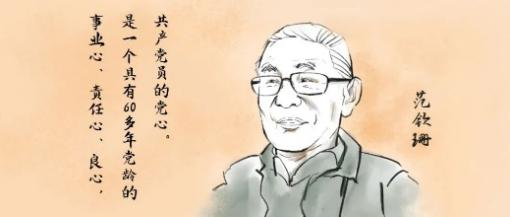 事业心、責任心、良心，
是一个具有60多年党龄的
共产党员的党心。
范钦珊